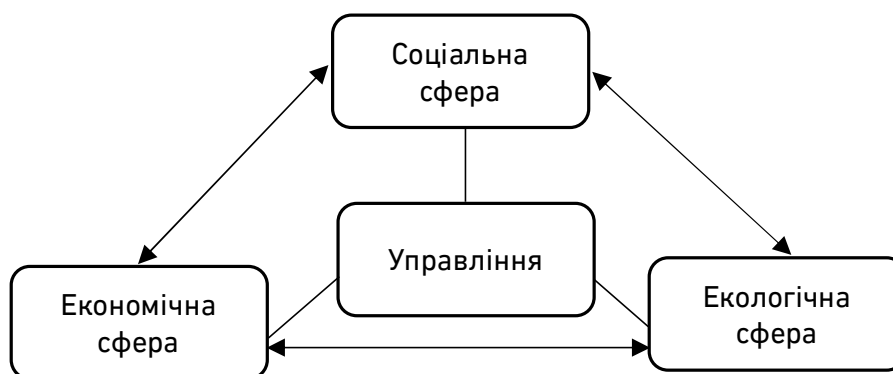 Соціальна
сфера
Управління
Економічна
сфера
Екологічна
сфера